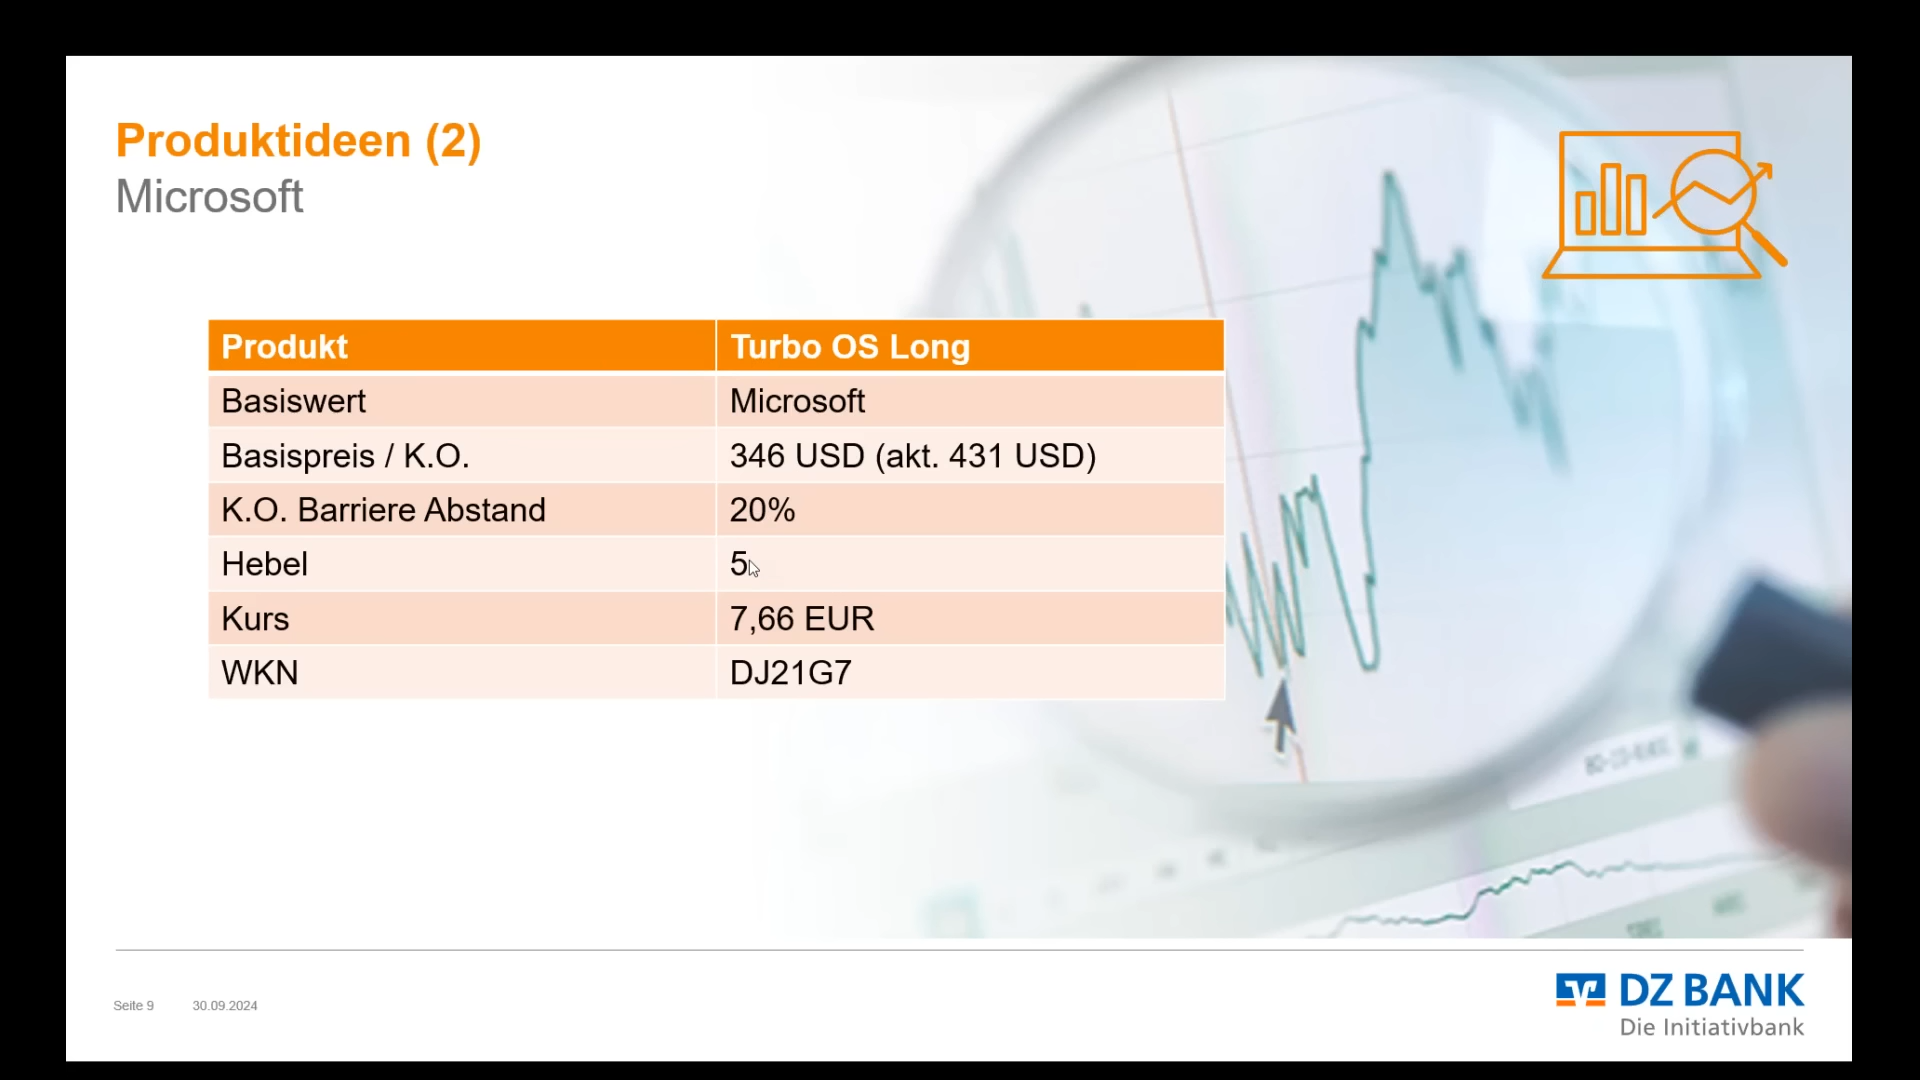 Produktideen (2)
Microsoft
Produkt Turbo OS Long
Basiswert Microsoft
Basispreis / K.O. 346 USD (akt. 431 USD)
K.O. Barriere Abstand 20%
Hebel 5
Kurs 7,66 EUR
WKN DJ21G7
Seite 9 30.09.2024
DZ BANK
Die Initiativbank